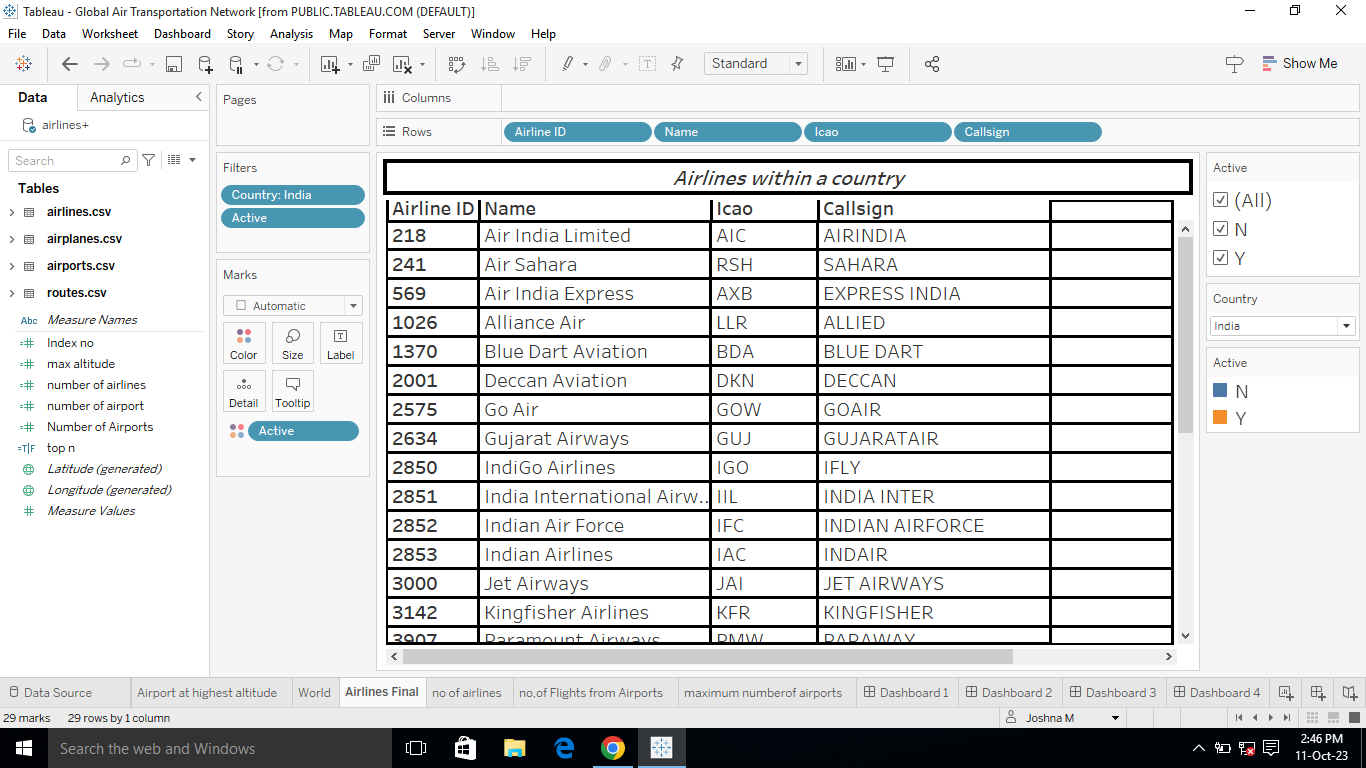 Tableau - Global Air Transportation Network [from PUBLIC.TABLEAU.COM (DEFAULT)]
File Data Worksheet Dashboard Story Analysis Map Format Server Window Help
Standard
Show Me
Data Analytics
airlines+
Search
Tables
airlines.csv
airplanes.csv
airports.csv
routes.csv
Abc Measure Names
Index no
max altitude
number of airlines
number of airport
Number of Airports
=T|F top n
Latitude (generated)
Longitude (generated)
Measure Values
Pages
Filters
Country: India
Active
Marks
Automatic
Color Size Label
Detail Tooltip
Active
Columns
Rows Airline ID Name Icao Callsign
Airlines within a country
Airline ID Name Icao Callsign
218 Air India Limited AIC AIRINDIA
241 Air Sahara RSH SAHARA
569 Air India Express AXB EXPRESS INDIA
1026 Alliance Air LLR ALLIED
1370 Blue Dart Aviation BDA BLUE DART
2001 Deccan Aviation DKN DECCAN
2575 Go Air GOW GOAIR
2634 Gujarat Airways GUJ GUJARATAIR
2850 IndiGo Airlines IGO IFLY
2851 India International Airw.. IIL INDIA INTER
2852 Indian Air Force IFC INDIAN AIRFORCE
2853 Indian Airlines IAC INDAIR
3000 Jet Airways JAI JET AIRWAYS
3142 Kingfisher Airlines KFR KINGFISHER
3907 Paramount Airways PMW PARAWAY
Active
(All)
N
Y
Country
India
Active
N
Y
Data Source Airport at highest altitude World Airlines Final no of airlines no,of Flights from Airports maximum numberof airports Dashboard 1 Dashboard 2 Dashboard 3 Dashboard 4
29 marks 29 rows by 1 column Joshna M
Search the web and Windows
2:46 PM
11-Oct-23